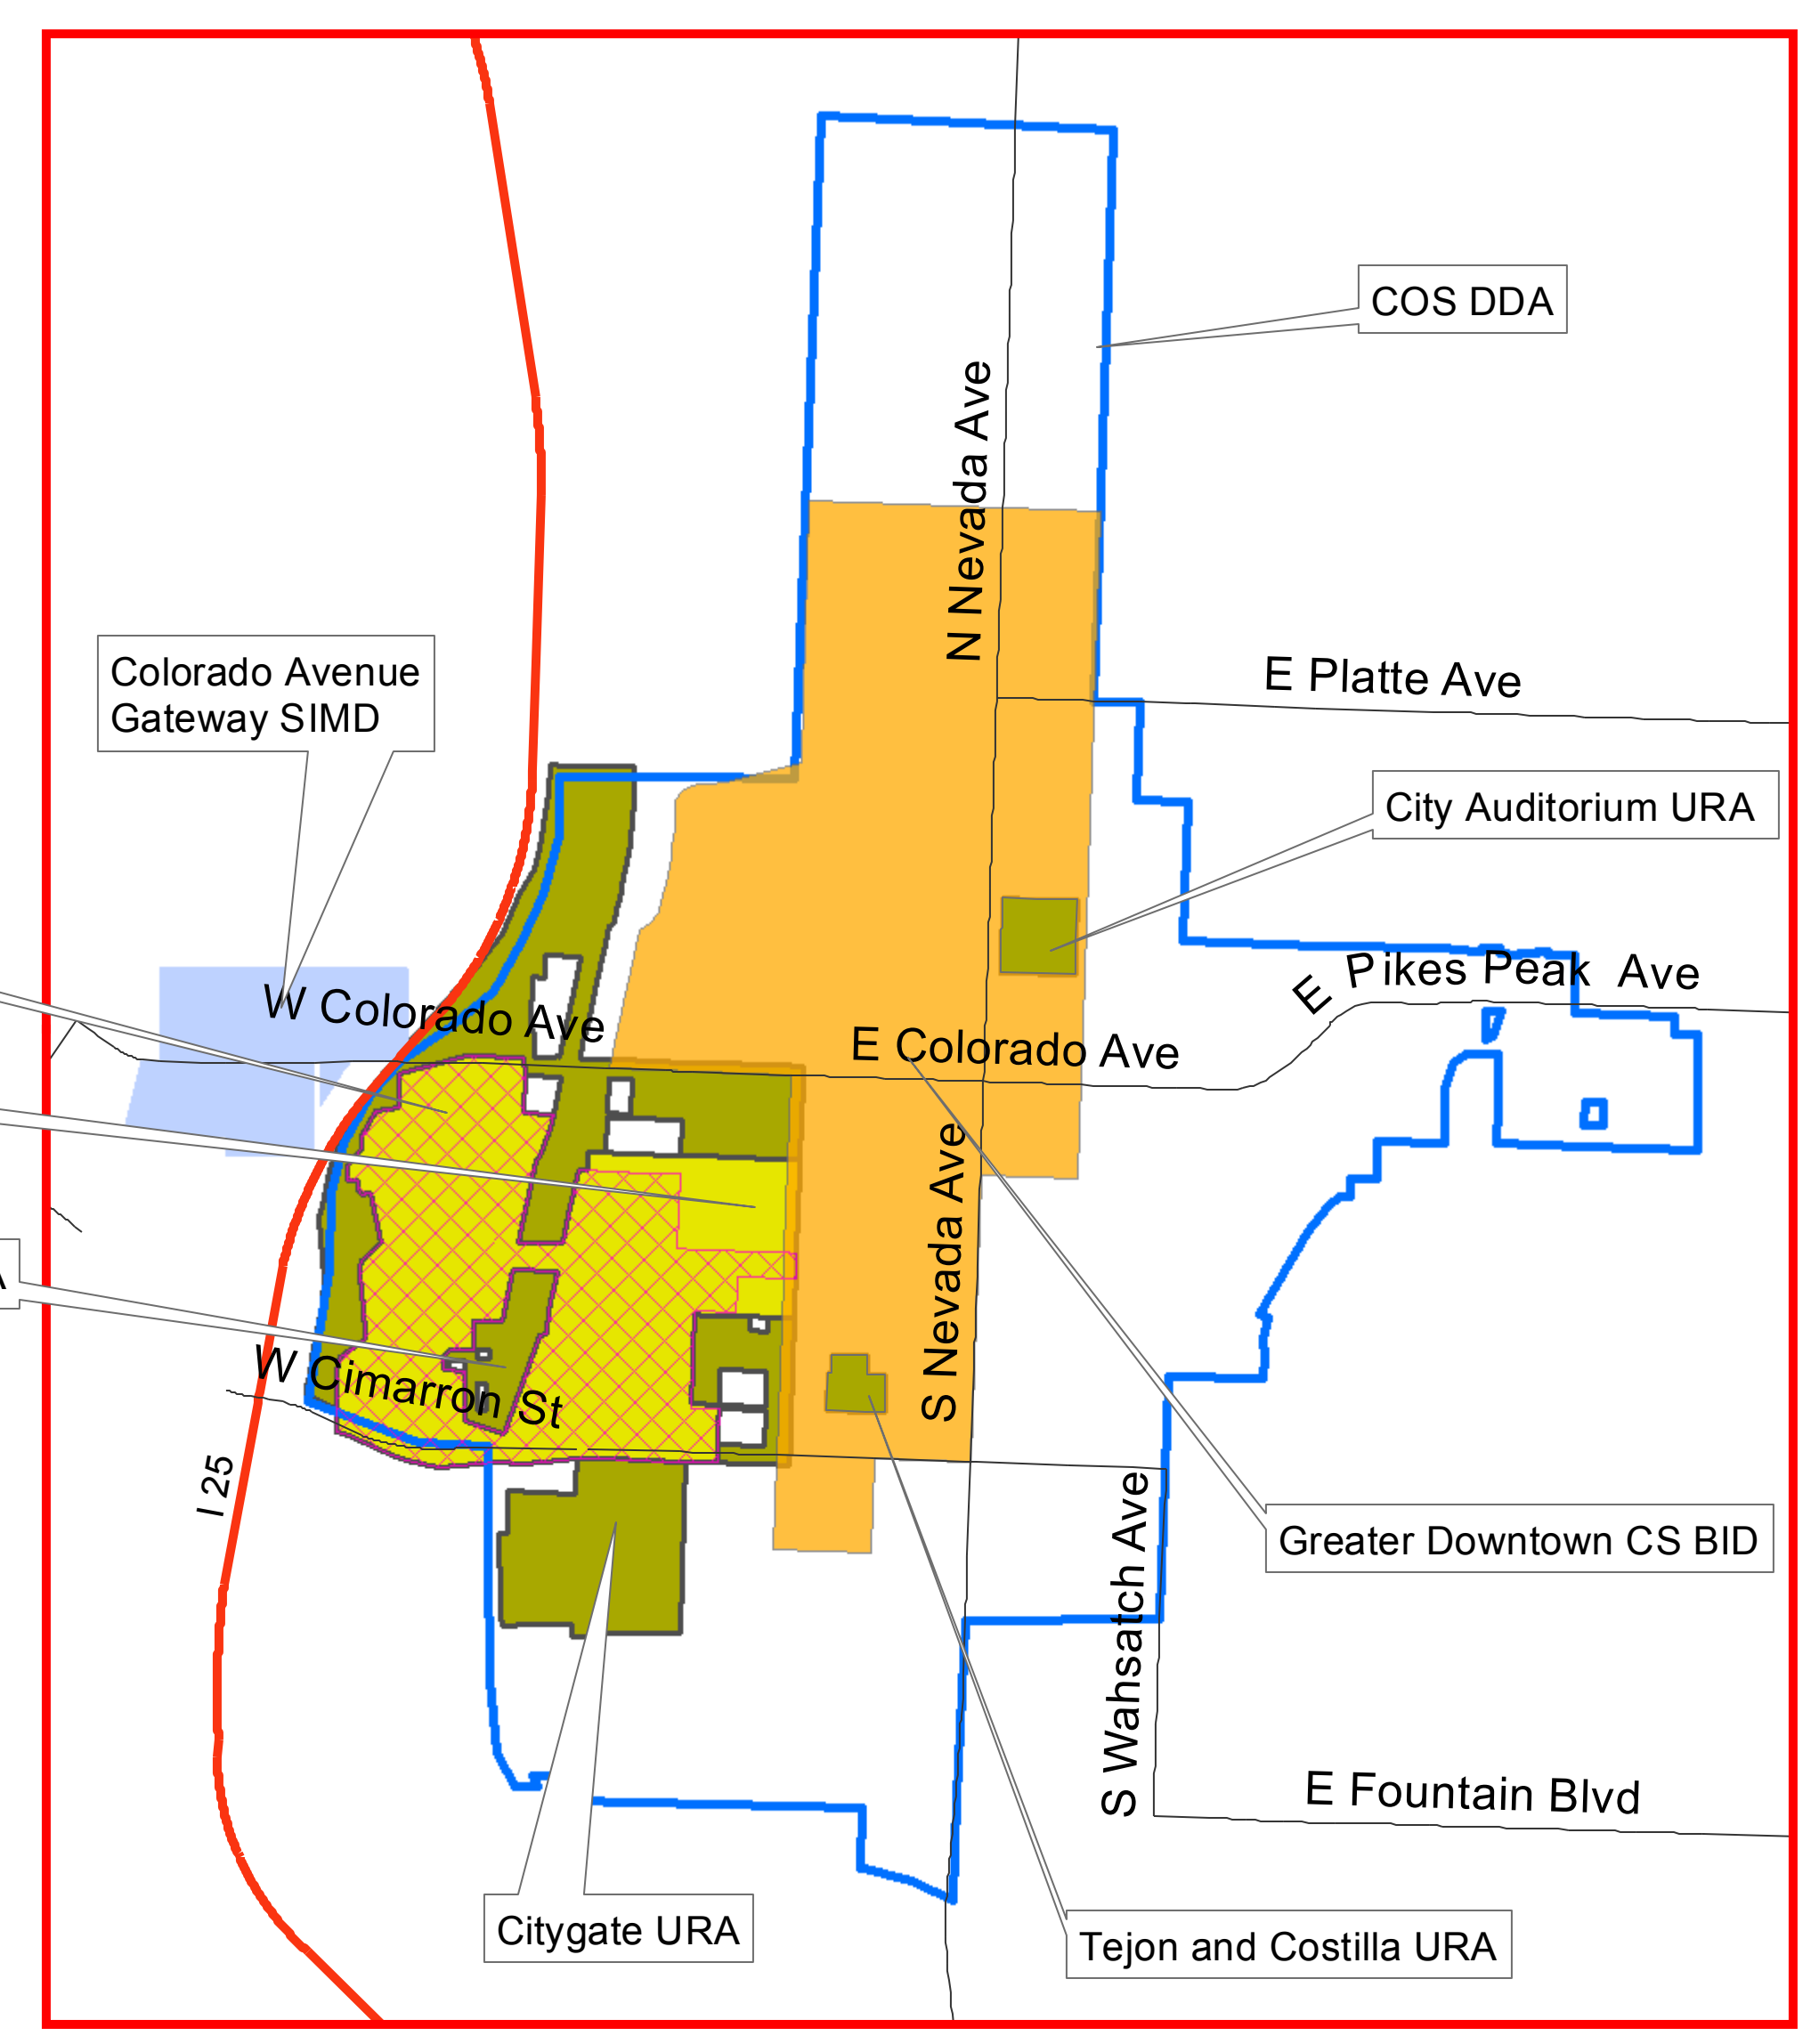 COS DDA
N Nevada Ave
Colorado Avenue
Gateway SIMD
E Platte Ave
City Auditorium URA
W Colorado Ave
E Pikes Peak Ave
E Colorado Ave
S Nevada Ave
A
W Cimarron St
I 25
S Wahsatch Ave
Greater Downtown CS BID
E Fountain Blvd
Citygate URA
Tejon and Costilla URA